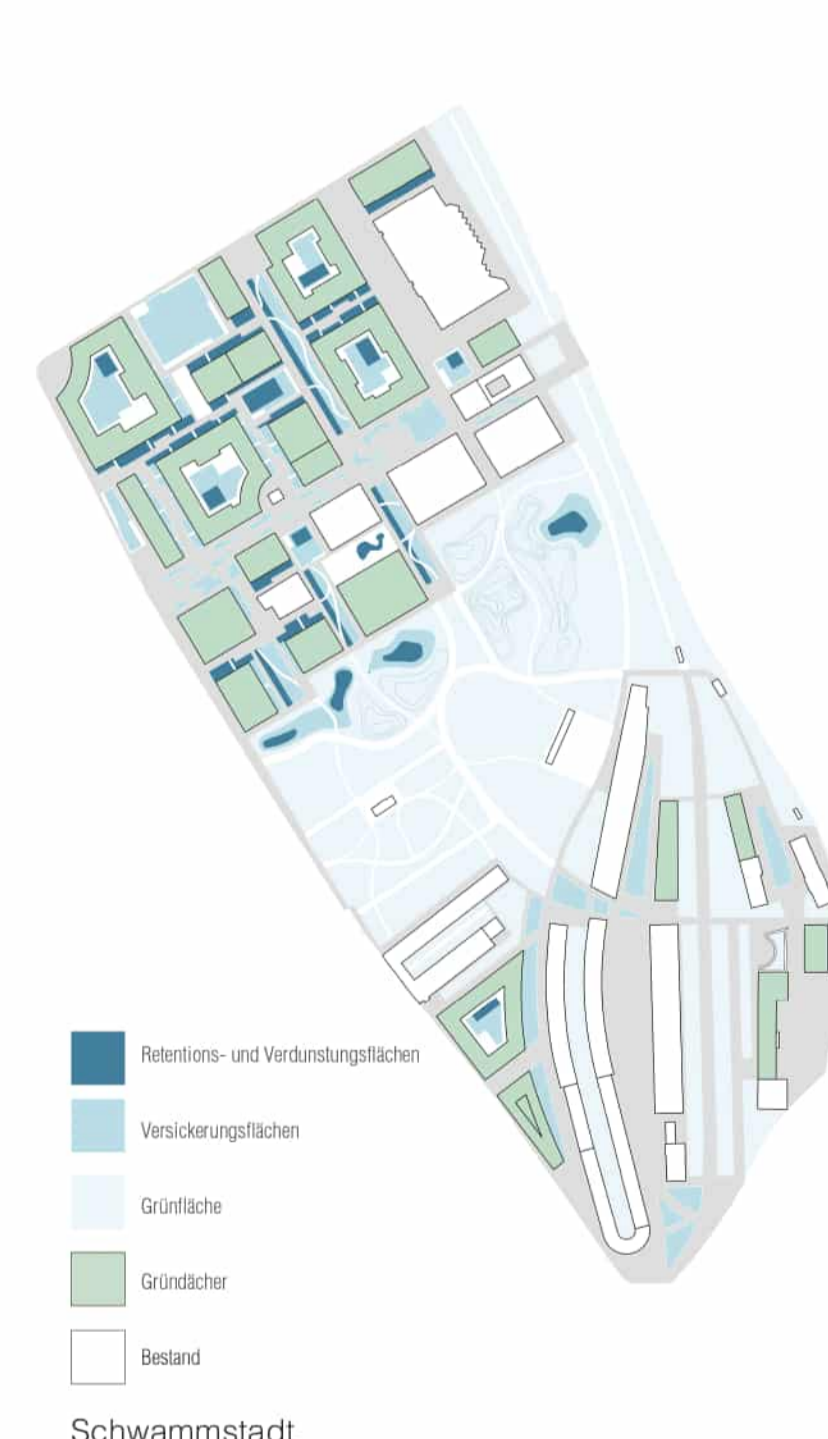 Retentions- und Verdunstungsflächen
Versickerungsflächen
Grünfläche
Gründächer
Bestand
Schwammstadt